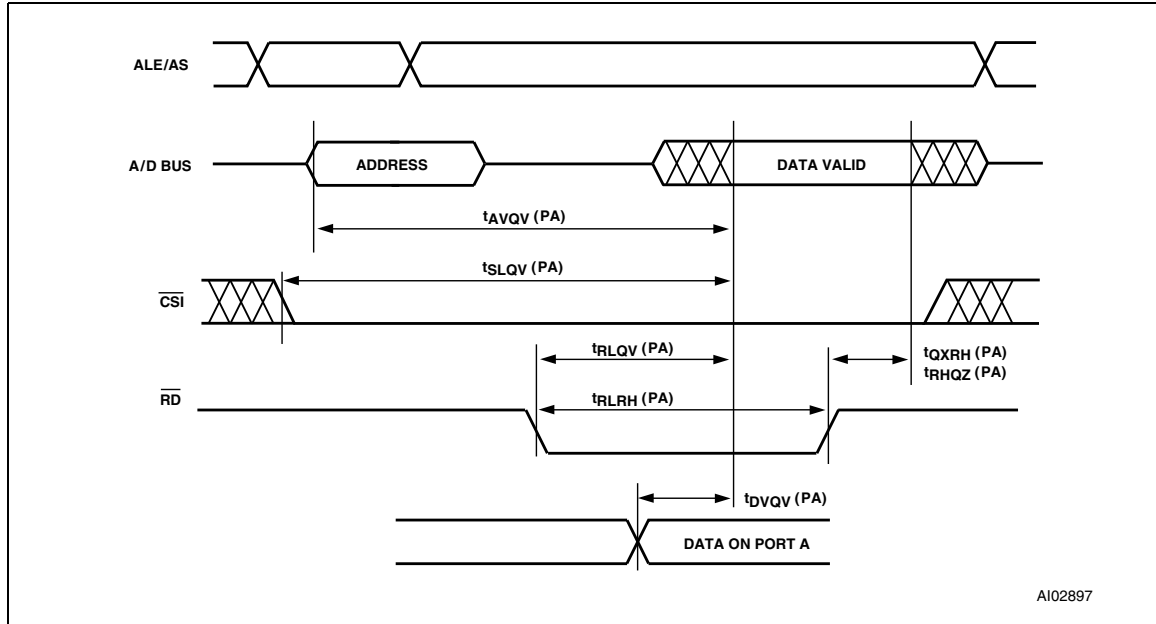 ALE/AS
A/D BUS
ADDRESS
DATA VALID
tAVQV (PA)
tSLQV (PA)
CSI
tRLQV (PA)
tQXRH (PA)
tRHQZ (PA)
RD
tRLRH (PA)
tDVQV (PA)
DATA ON PORT A
AI02897